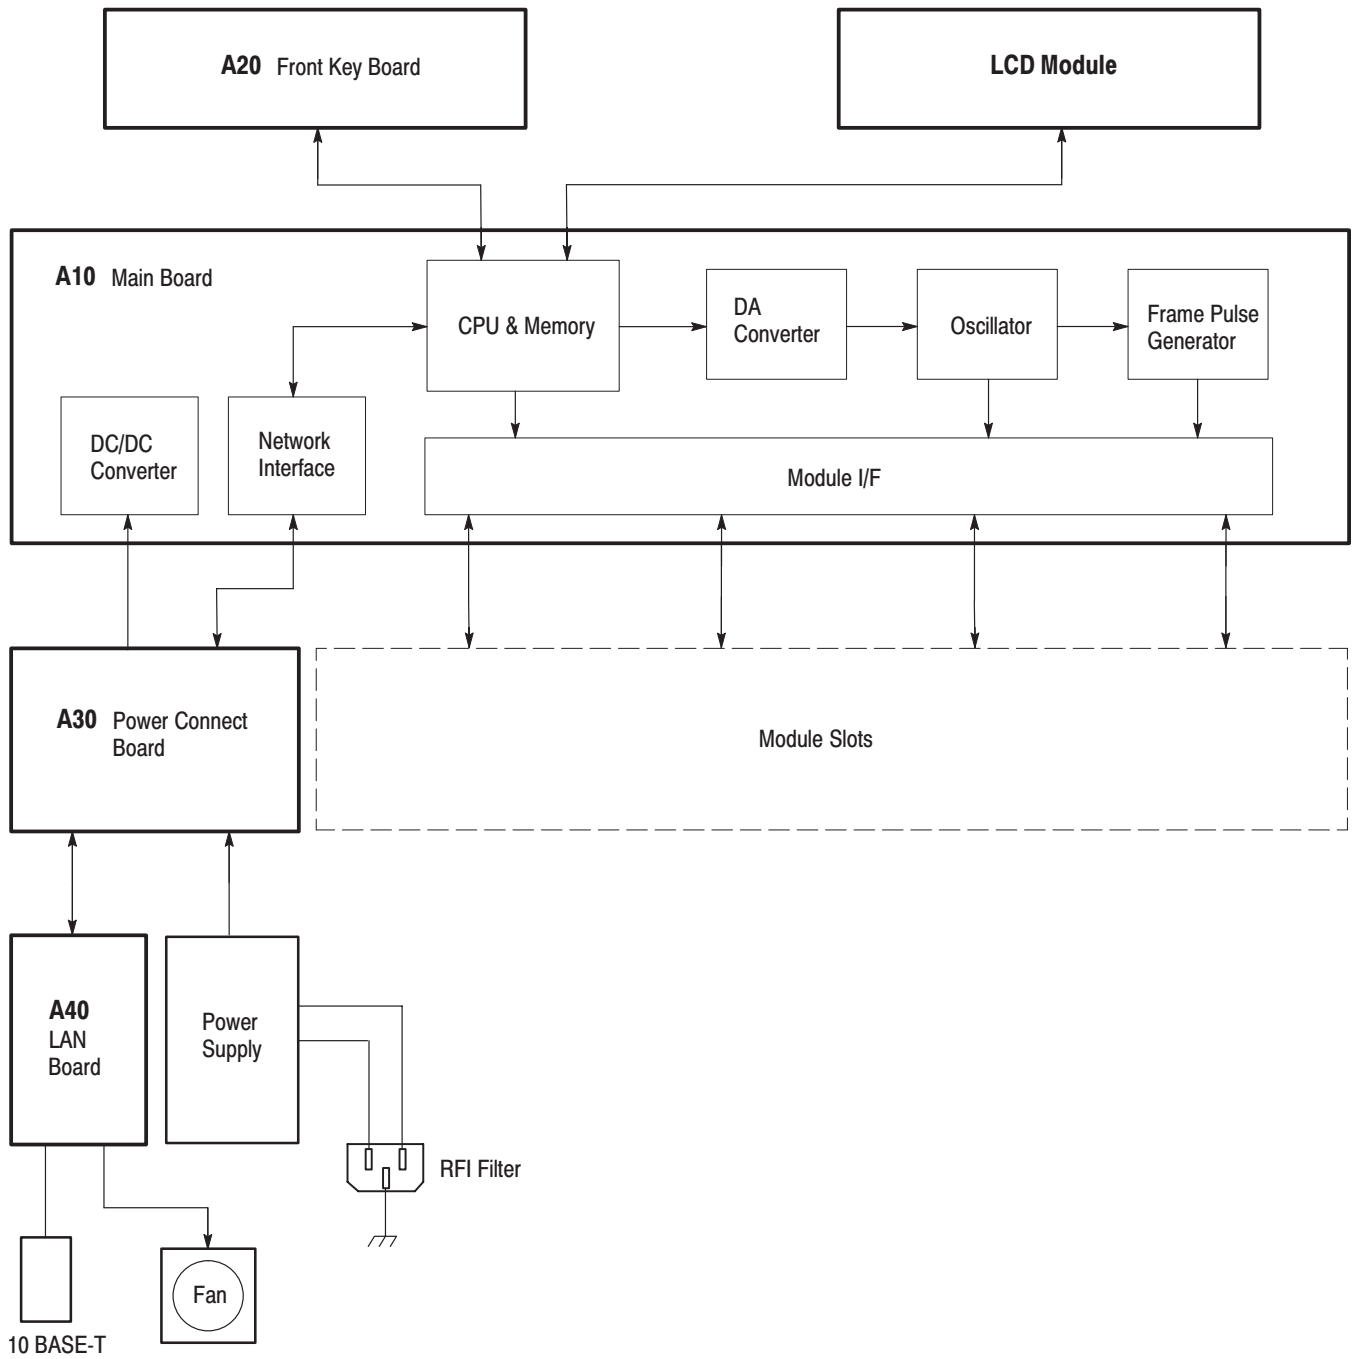 A20 Front Key Board
LCD Module
A10 Main Board
CPU & Memory
DA
Converter
Oscillator
Frame Pulse
Generator
DC/DC
Converter
Network
Interface
Module I/F
A30 Power Connect
Board
Module Slots
A40
LAN
Board
Power
Supply
RFI Filter
Fan
10 BASE-T